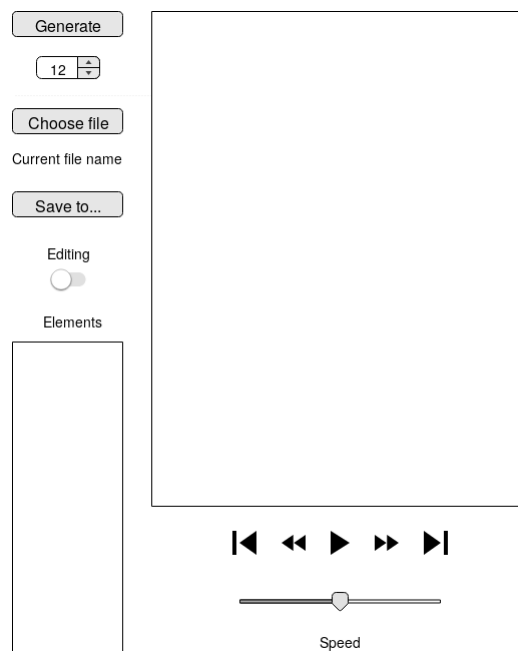 Generate
12
Choose file
Current file name
Save to...
Editing
Elements
Speed